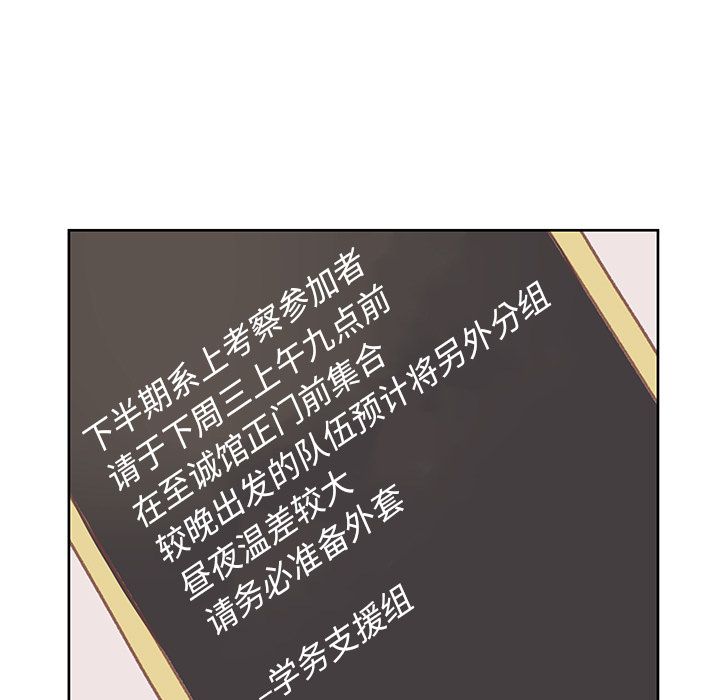 下半期系上考察参加者
请于下周三上午九点前
在至诚馆正门前集合
较晚出发的队伍预计将另外分组
昼夜温差较大
请务必准备外套
–学务支援组